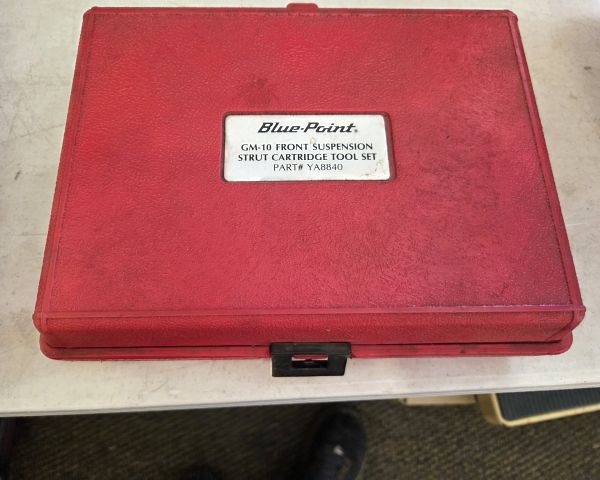 Blue-Point®
GM-10 FRONT SUSPENSION
STRUT CARTRIDGE TOOL SET
PART# YA8840